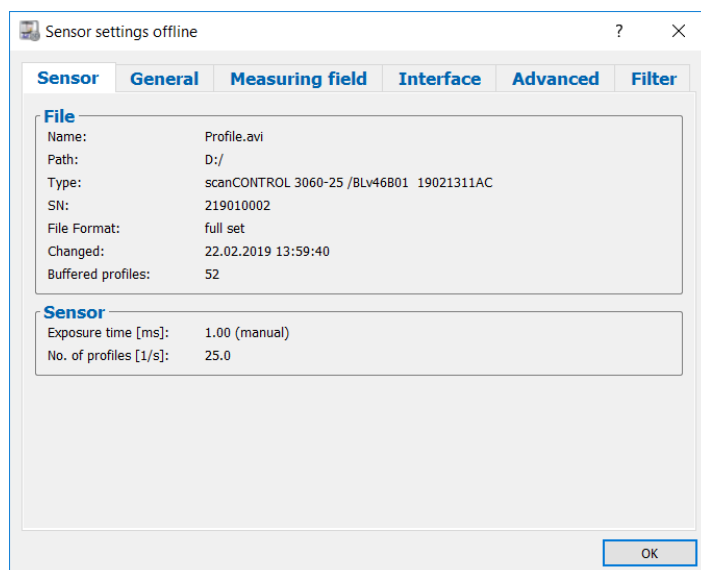 Sensor settings offline ?
Sensor General Measuring field Interface Advanced Filter
File
Name: Profile.avi
Path: D:/
Type: scanCONTROL 3060-25 /BLv46B01 19021311AC
SN: 219010002
File Format: full set
Changed: 22.02.2019 13:59:40
Buffered profiles: 52
Sensor
Exposure time [ms]: 1.00 (manual)
No. of profiles [1/s]: 25.0
OK